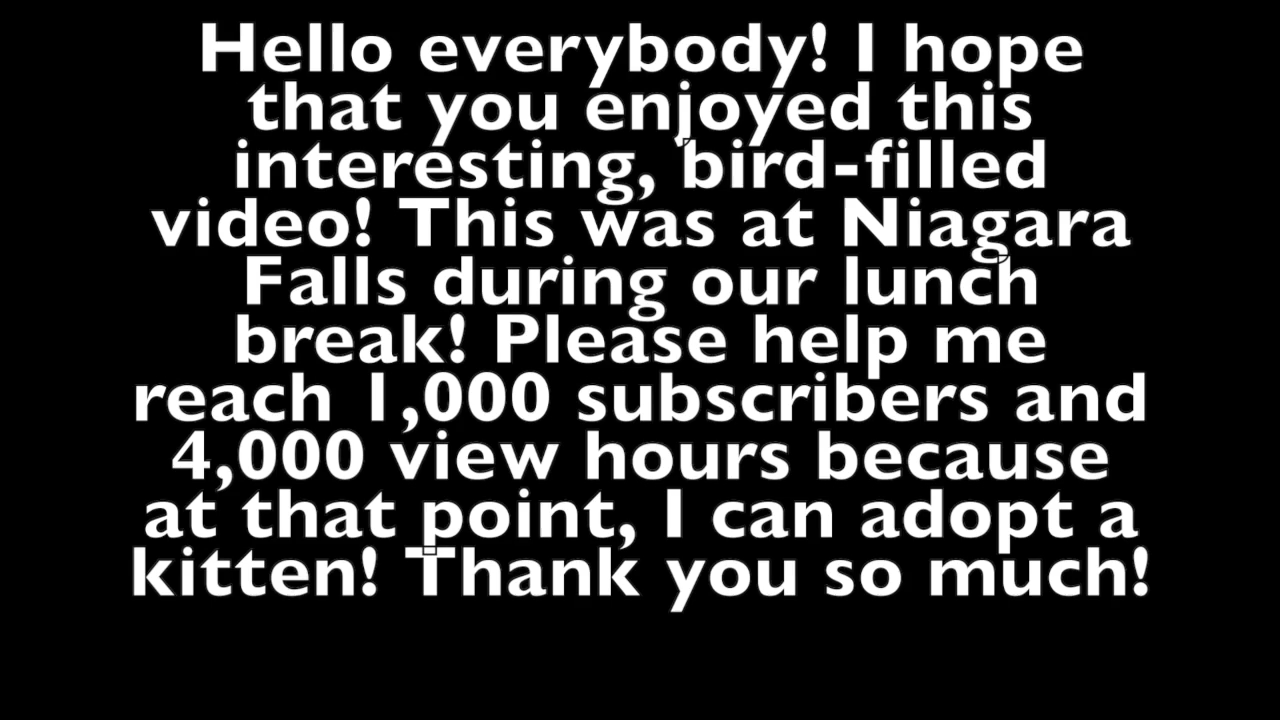 Hello everybody! I hope
that you enjoyed this
interesting, bird-filled
video! This was at Niagara
Falls during our lunch
break! Please help me
reach 1,000 subscribers and
4,000 view hours because
at that point, I can adopt a
kitten! Thank you so much!